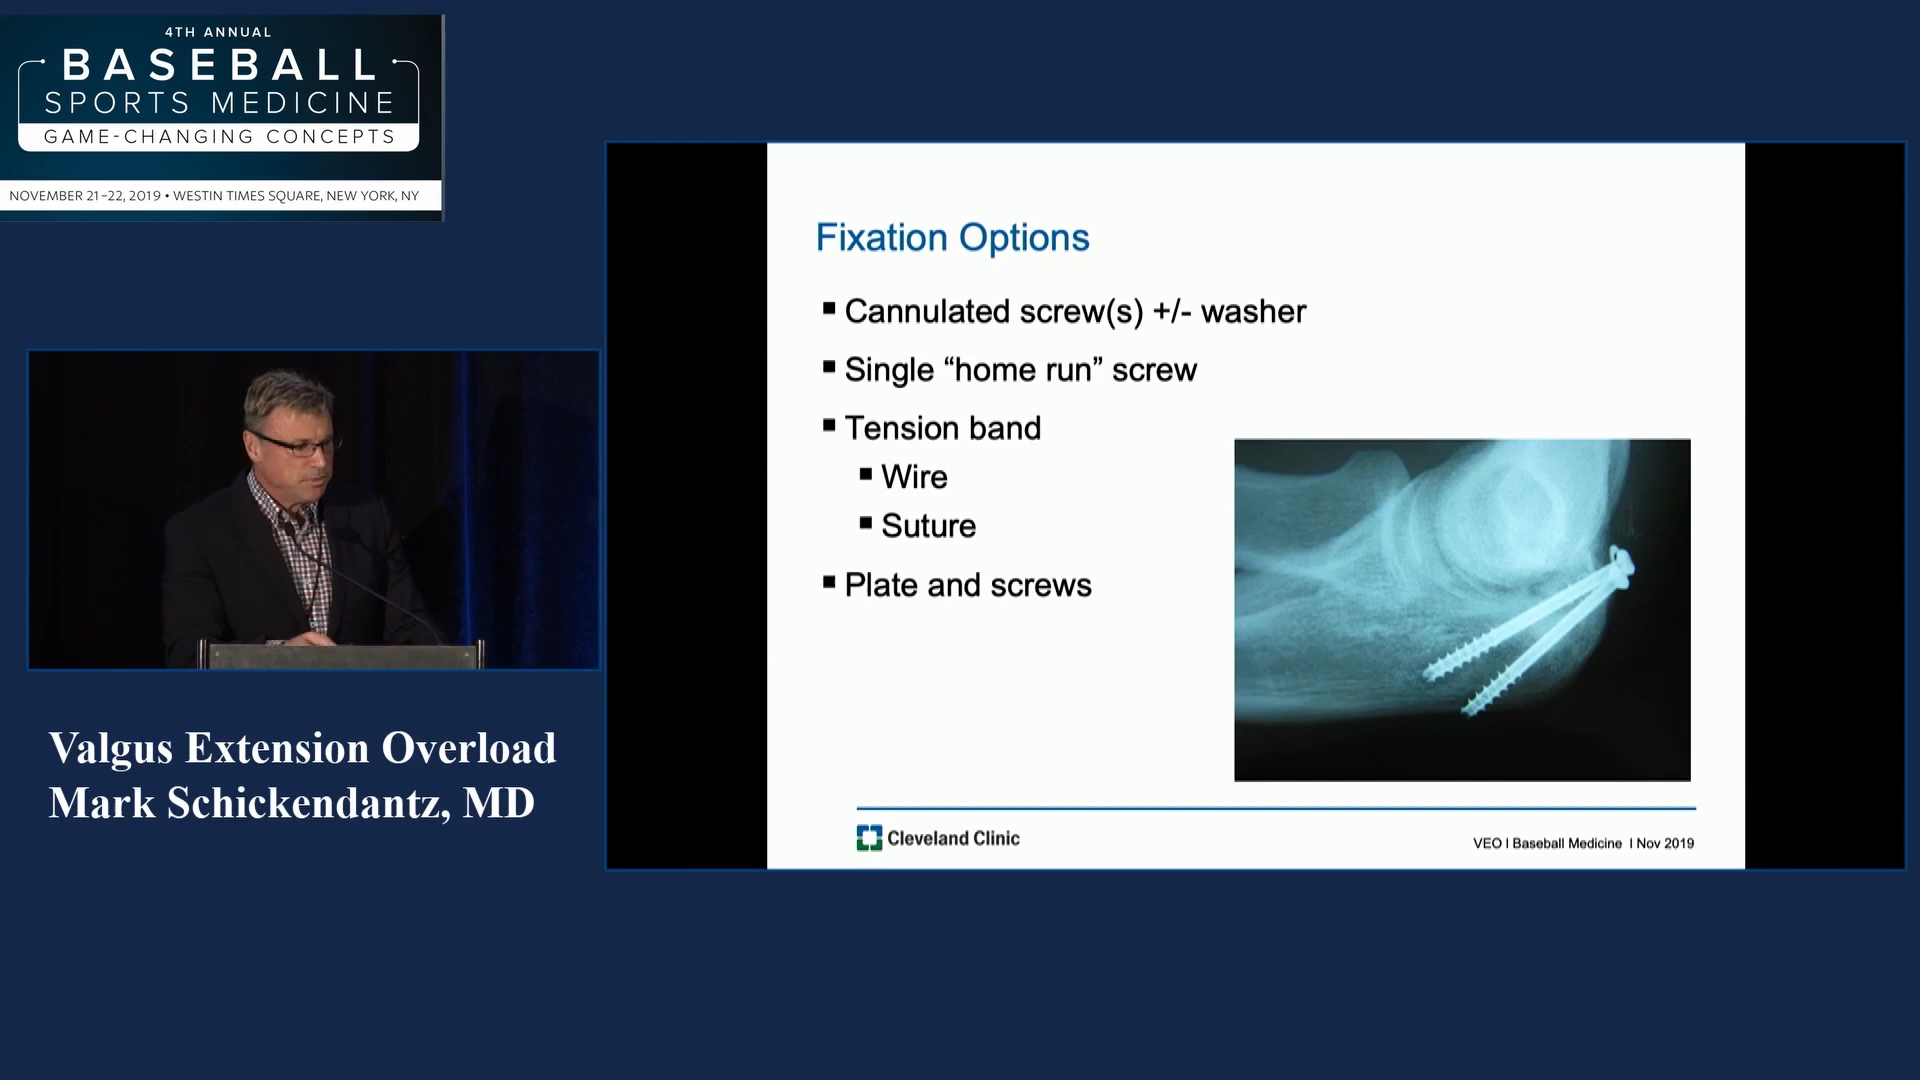 4TH ANNUAL
BASEBALL
SPORTS MEDICINE
GAME-CHANGING CONCEPTS
NOVEMBER 21-22, 2019 • WESTIN TIMES SQUARE, NEW YORK, NY
Fixation Options
▪ Cannulated screw(s) +/- washer
▪ Single “home run” screw
▪ Tension band
▪ Wire
▪ Suture
▪ Plate and screws
Cleveland Clinic
VEO I Baseball Medicine I Nov 2019
Valgus Extension Overload
Mark Schickendantz, MD